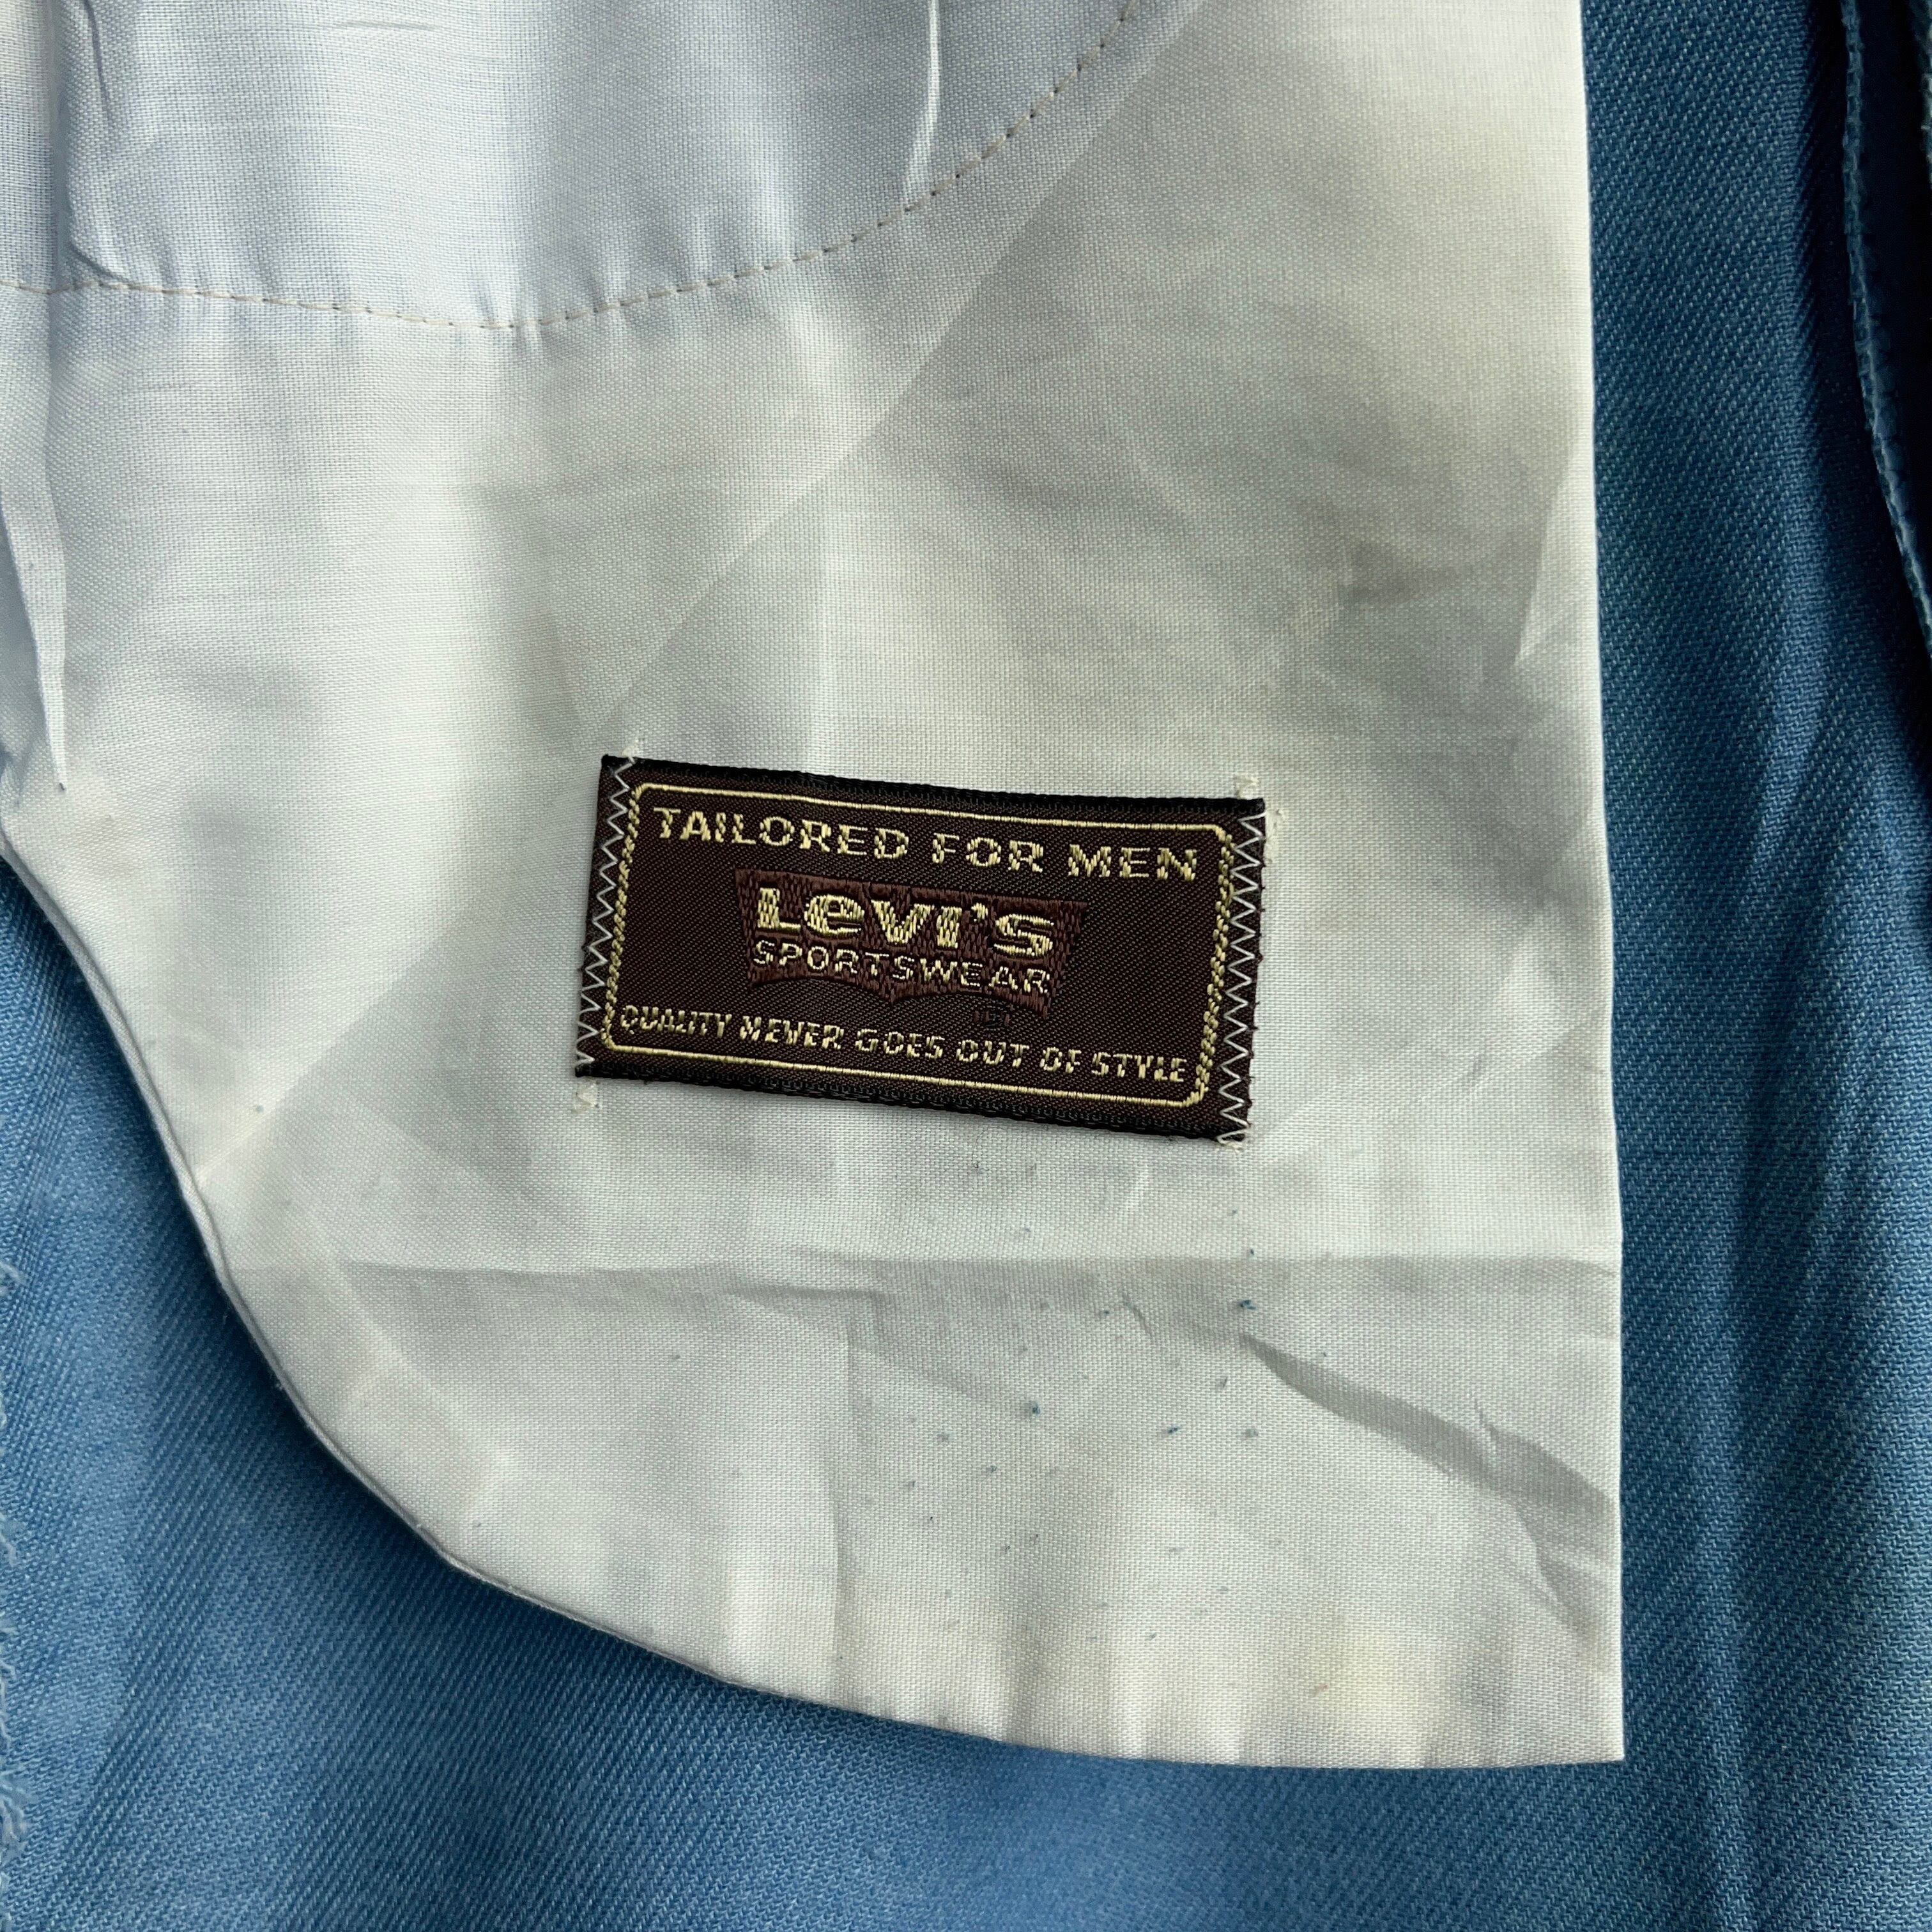 TAILORED FOR MEN
Levi's
SPORTSWEAR
QUALITY NEVER GOES OUT OF STYLE